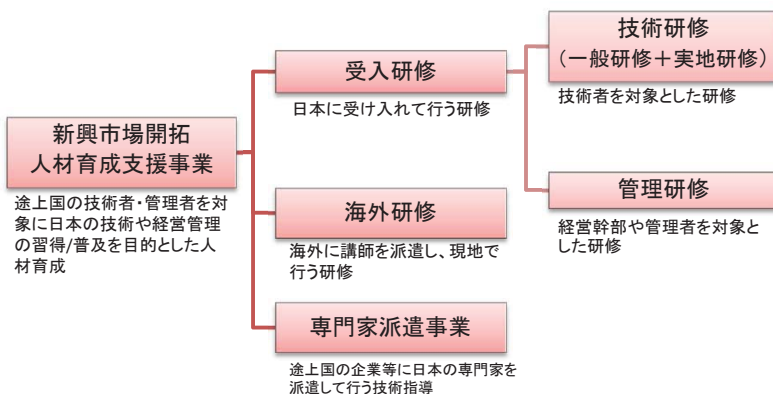 新興市場開拓
人材育成支援事業
途上国の技術者・管理者を対
象に日本の技術や経営管理
の習得/普及を目的とした人
材育成
受入研修
日本に受け入れて行う研修
海外研修
海外に講師を派遣し、現地で
行う研修
専門家派遣事業
途上国の企業等に日本の専門家を
派遣して行う技術指導
技術研修
（一般研修＋実地研修）
技術者を対象とした研修
管理研修
経営幹部や管理者を対象と
した研修